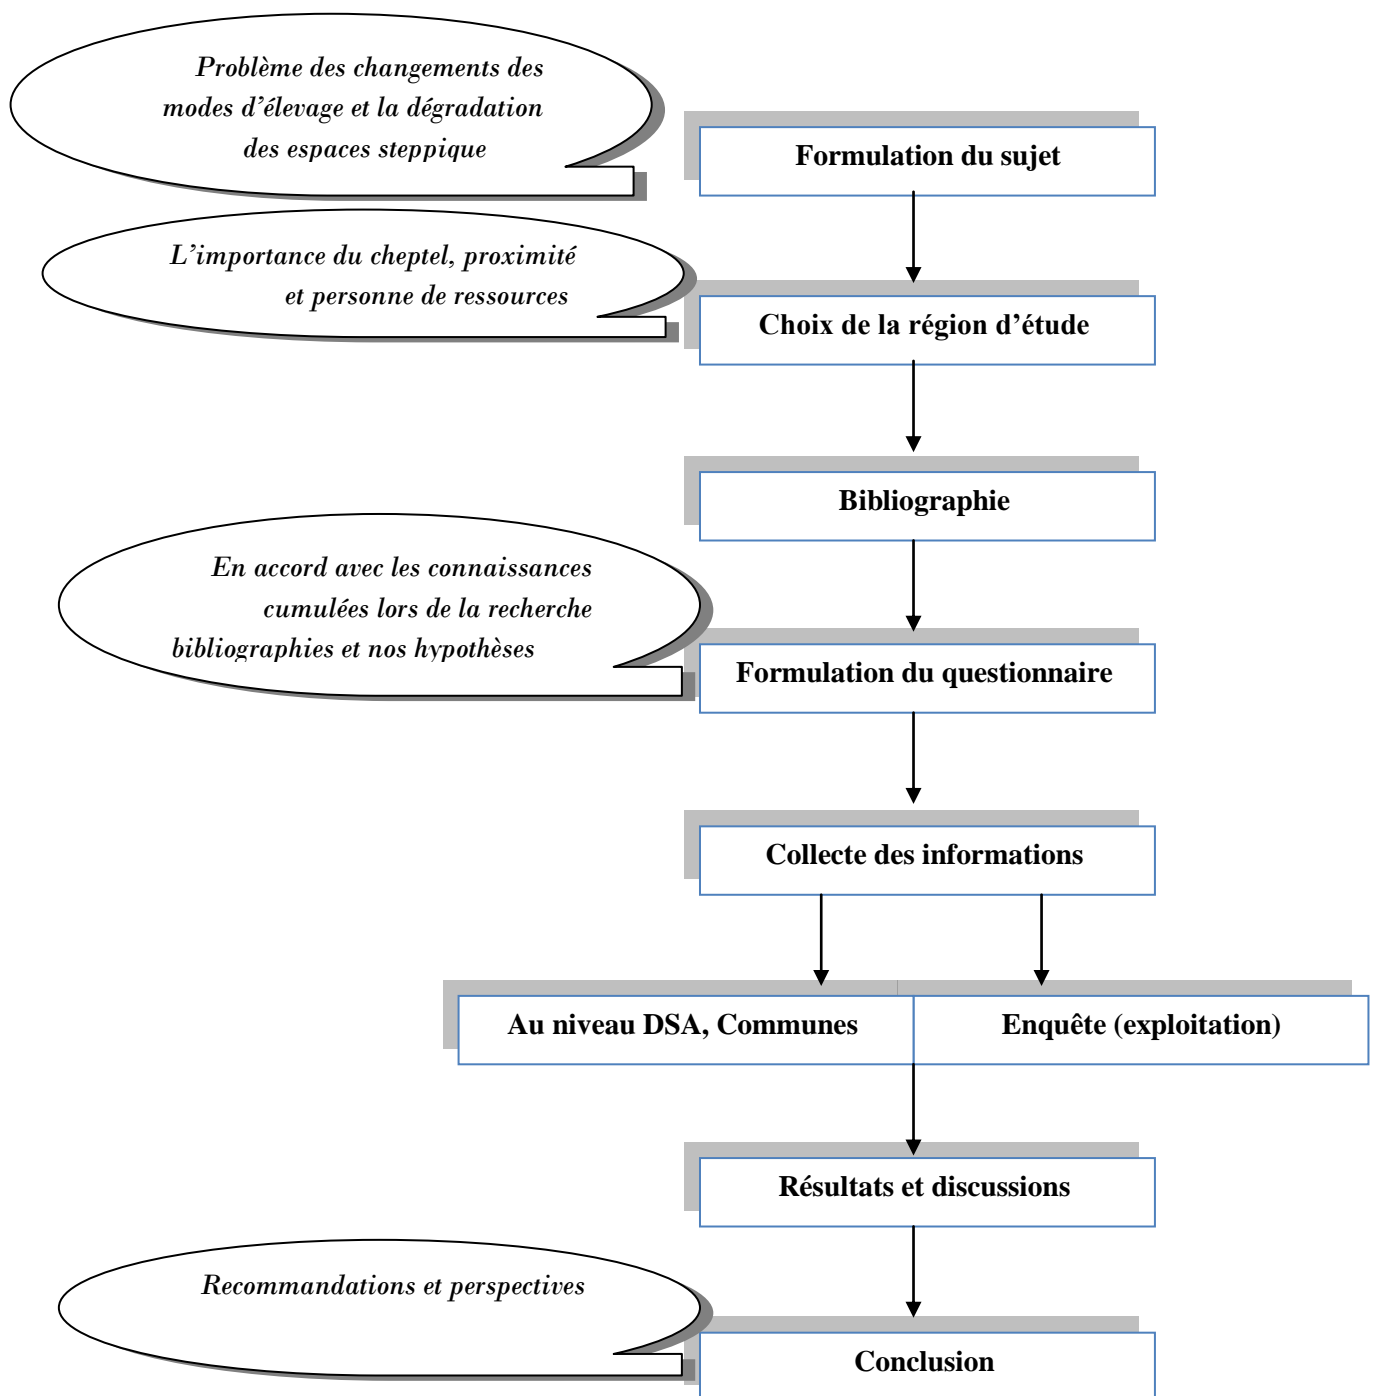 Problème des changements des
modes d'élevage et la dégradation
des espaces steppique
Formulation du sujet
L'importance du cheptel, proximité
et personne de ressources
Choix de la région d'étude
Bibliographie
En accord avec les connaissances
cumulées lors de la recherche
bibliographies et nos hypothèses
Formulation du questionnaire
Collecte des informations
Au niveau DSA, Communes
Enquête (exploitation)
Résultats et discussions
Recommandations et perspectives
Conclusion